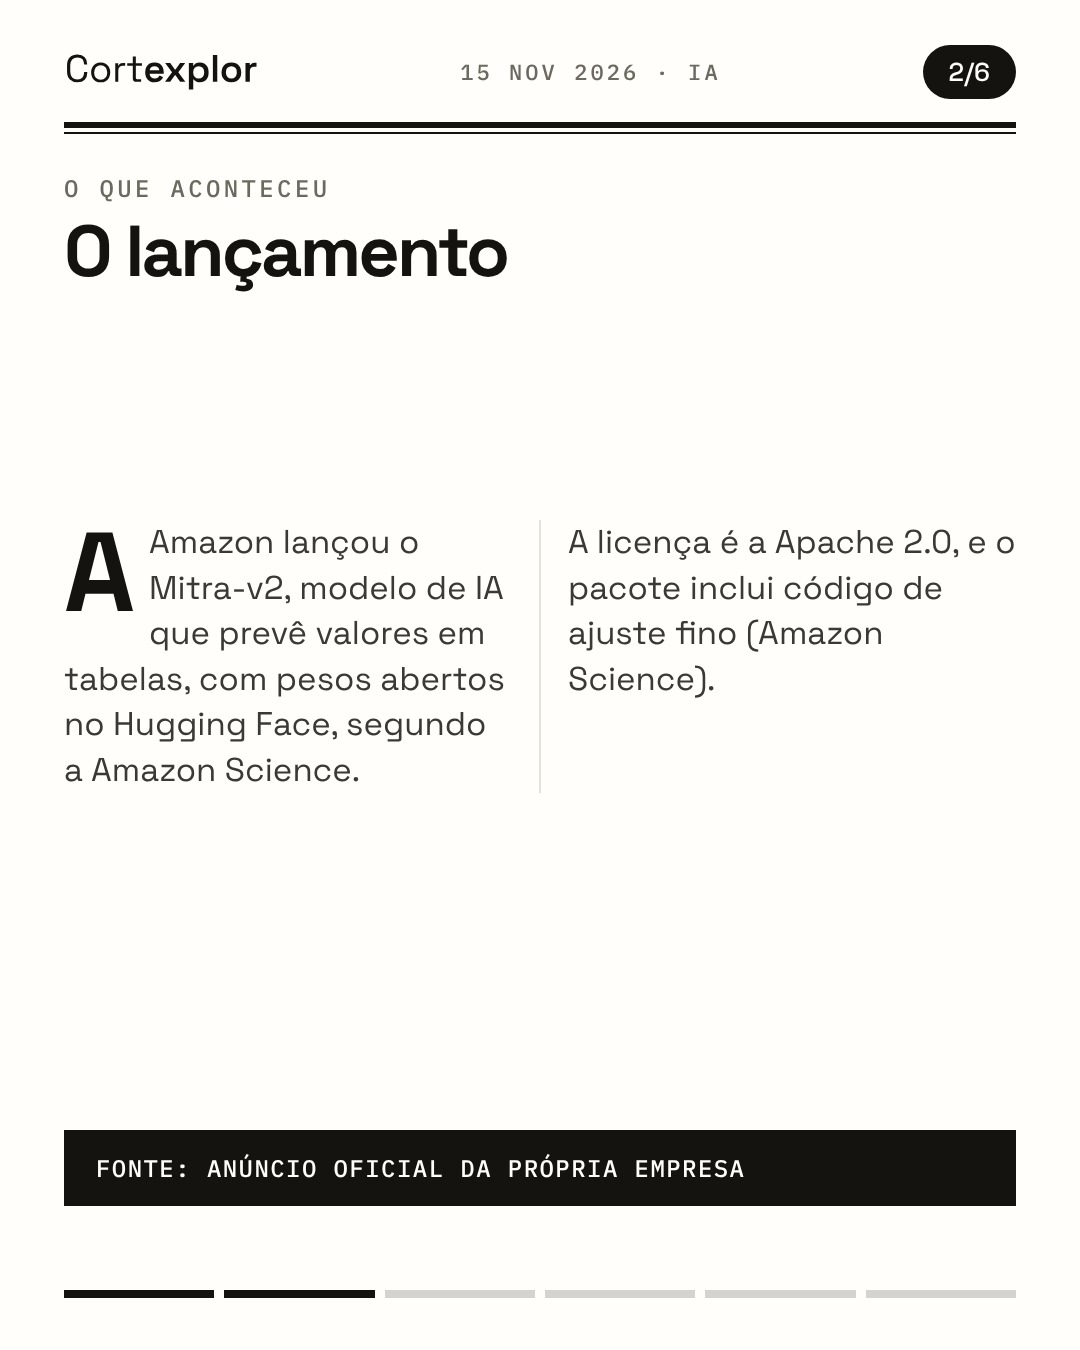 Cortexplor
15 NOV 2026 · IA
2/6
O QUE ACONTECEU
O lançamento
A Amazon lançou o
Mitra-v2, modelo de IA
que prevê valores em
tabelas, com pesos abertos
no Hugging Face, segundo
a Amazon Science.
A licença é a Apache 2.0, e o
pacote inclui código de
ajuste fino (Amazon
Science).
FONTE: ANÚNCIO OFICIAL DA PRÓPRIA EMPRESA